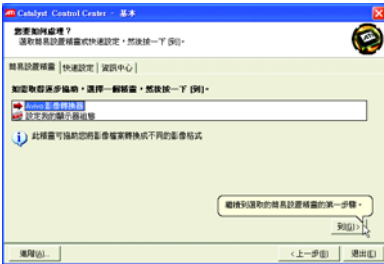 Catalyst Control Center - 基本
您要如何處理？
選取簡易設置精靈或快速設定，然後按一下 [到]。
簡易設置精靈 快速設定 資訊中心
如需取得逐步協助，選擇一個精靈，然後按一下 [到]。
Avivo 影像轉換器
設定我的顯示器組態
此精靈可協助您將影像檔案轉換成不同的影像格式
繼續到選取的簡易設置精靈的第一步驟。
到(G)>
進階(A)...
<上一步(B)
退出(E)